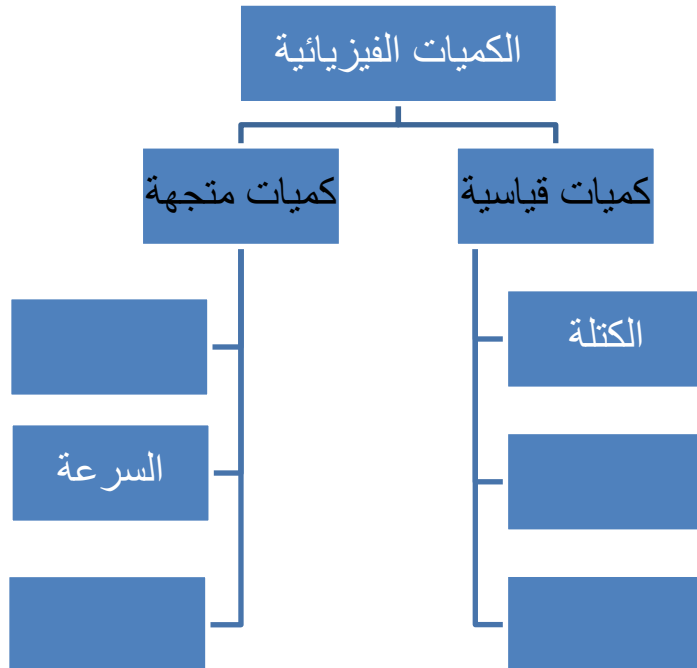 الكميات الفيزيائية
كميات قياسية
كميات متجهة
الكتلة
السرعة